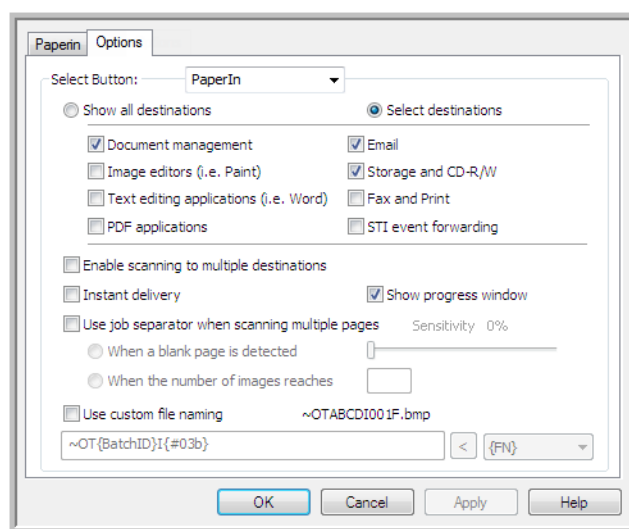 Paperin Options
Select Button: PaperIn
Show all destinations Select destinations
Document management Email
Image editors (i.e. Paint) Storage and CD-R/W
Text editing applications (i.e. Word) Fax and Print
PDF applications STI event forwarding
Enable scanning to multiple destinations
Instant delivery Show progress window
Use job separator when scanning multiple pages Sensitivity 0%
When a blank page is detected
When the number of images reaches
Use custom file naming ~OTABCDI001F.bmp
~OT{BatchID}I{#03b} < {FN}
OK Cancel Apply Help